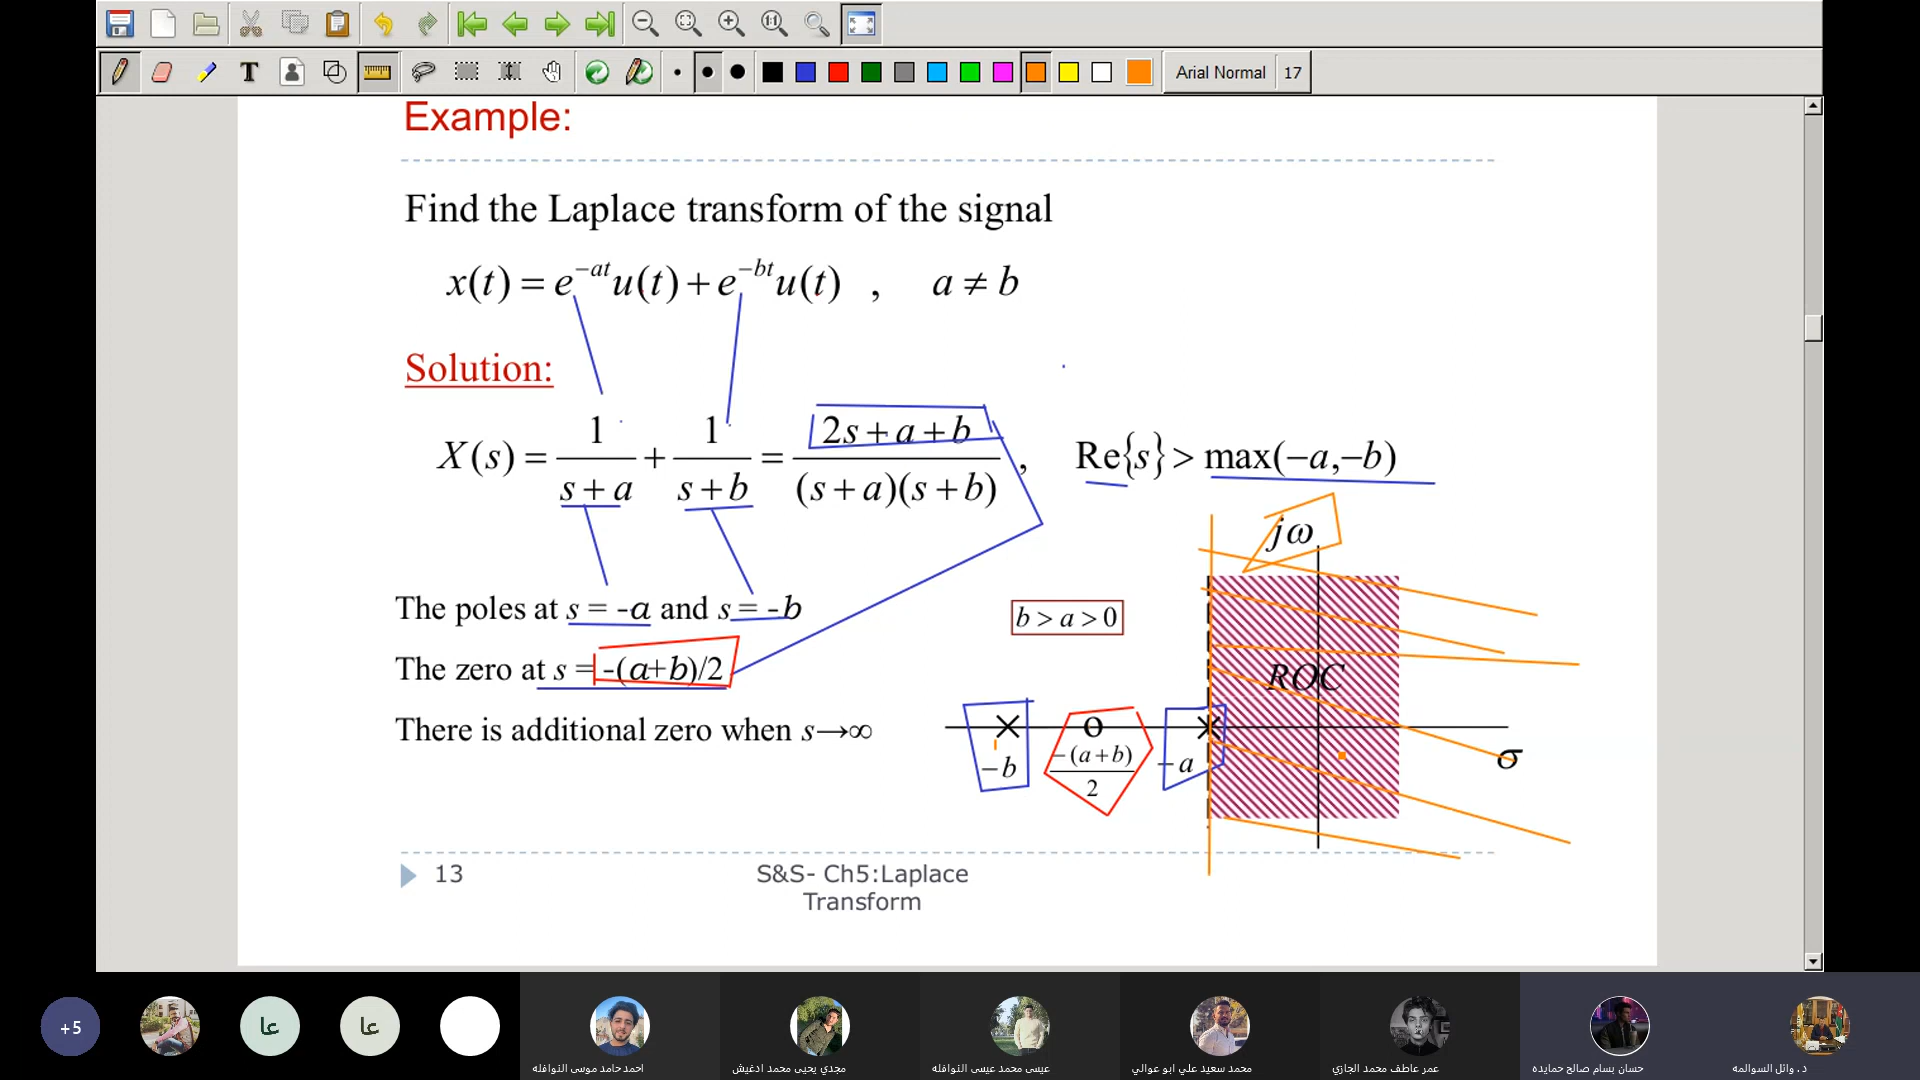 Arial Normal 17
Example:
Find the Laplace transform of the signal
x(t) = e^{-at}u(t) + e^{-bt}u(t) , a ≠ b
Solution:
X(s) = 1/(s+a) + 1/(s+b) = (2s+a+b)/((s+a)(s+b)) , Re{s} > max(−a,−b)
jω
The poles at s = -a and s = -b
b > a > 0
The zero at s = -(a+b)/2
ROC
There is additional zero when s→∞
−b
−(a+b)/2
−a
σ
13
S&S- Ch5:Laplace
Transform
+5
عا
عا
احمد حامد موسى النوافله
مجدي يحيى محمد ادغيش
عيسى محمد عيسى النوافله
محمد سعيد علي ابو عوالي
عمر عاطف محمد الجازي
حسان بسام صالح حمايده
د. وائل السوالمه